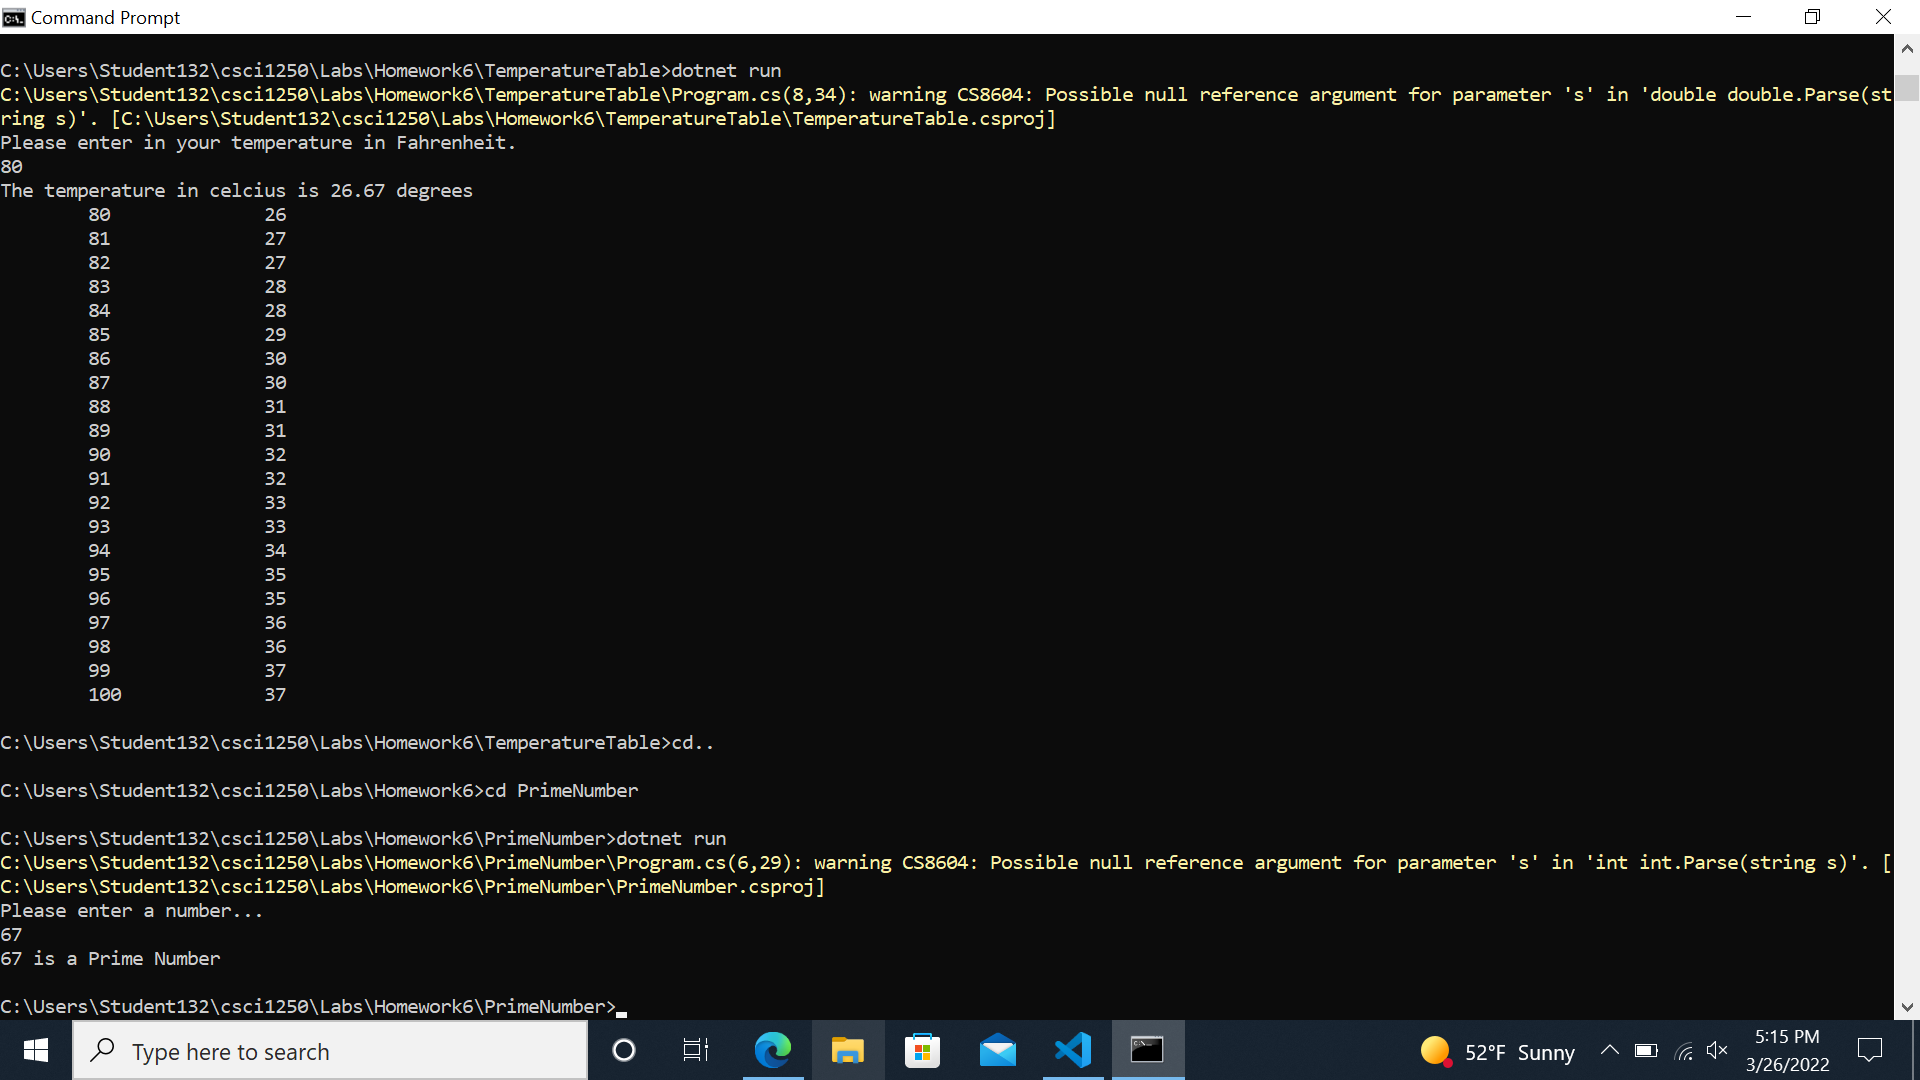 Command Prompt
C:\Users\Student132\csci1250\Labs\Homework6\TemperatureTable>dotnet run
C:\Users\Student132\csci1250\Labs\Homework6\TemperatureTable\Program.cs(8,34): warning CS8604: Possible null reference argument for parameter 's' in 'double double.Parse(st
ring s)'. [C:\Users\Student132\csci1250\Labs\Homework6\TemperatureTable\TemperatureTable.csproj]
Please enter in your temperature in Fahrenheit.
80
The temperature in celcius is 26.67 degrees
80 26
81 27
82 27
83 28
84 28
85 29
86 30
87 30
88 31
89 31
90 32
91 32
92 33
93 33
94 34
95 35
96 35
97 36
98 36
99 37
100 37
C:\Users\Student132\csci1250\Labs\Homework6\TemperatureTable>cd..
C:\Users\Student132\csci1250\Labs\Homework6>cd PrimeNumber
C:\Users\Student132\csci1250\Labs\Homework6\PrimeNumber>dotnet run
C:\Users\Student132\csci1250\Labs\Homework6\PrimeNumber\Program.cs(6,29): warning CS8604: Possible null reference argument for parameter 's' in 'int int.Parse(string s)'. [
C:\Users\Student132\csci1250\Labs\Homework6\PrimeNumber\PrimeNumber.csproj]
Please enter a number...
67
67 is a Prime Number
C:\Users\Student132\csci1250\Labs\Homework6\PrimeNumber>
Type here to search
52°F Sunny
5:15 PM
3/26/2022